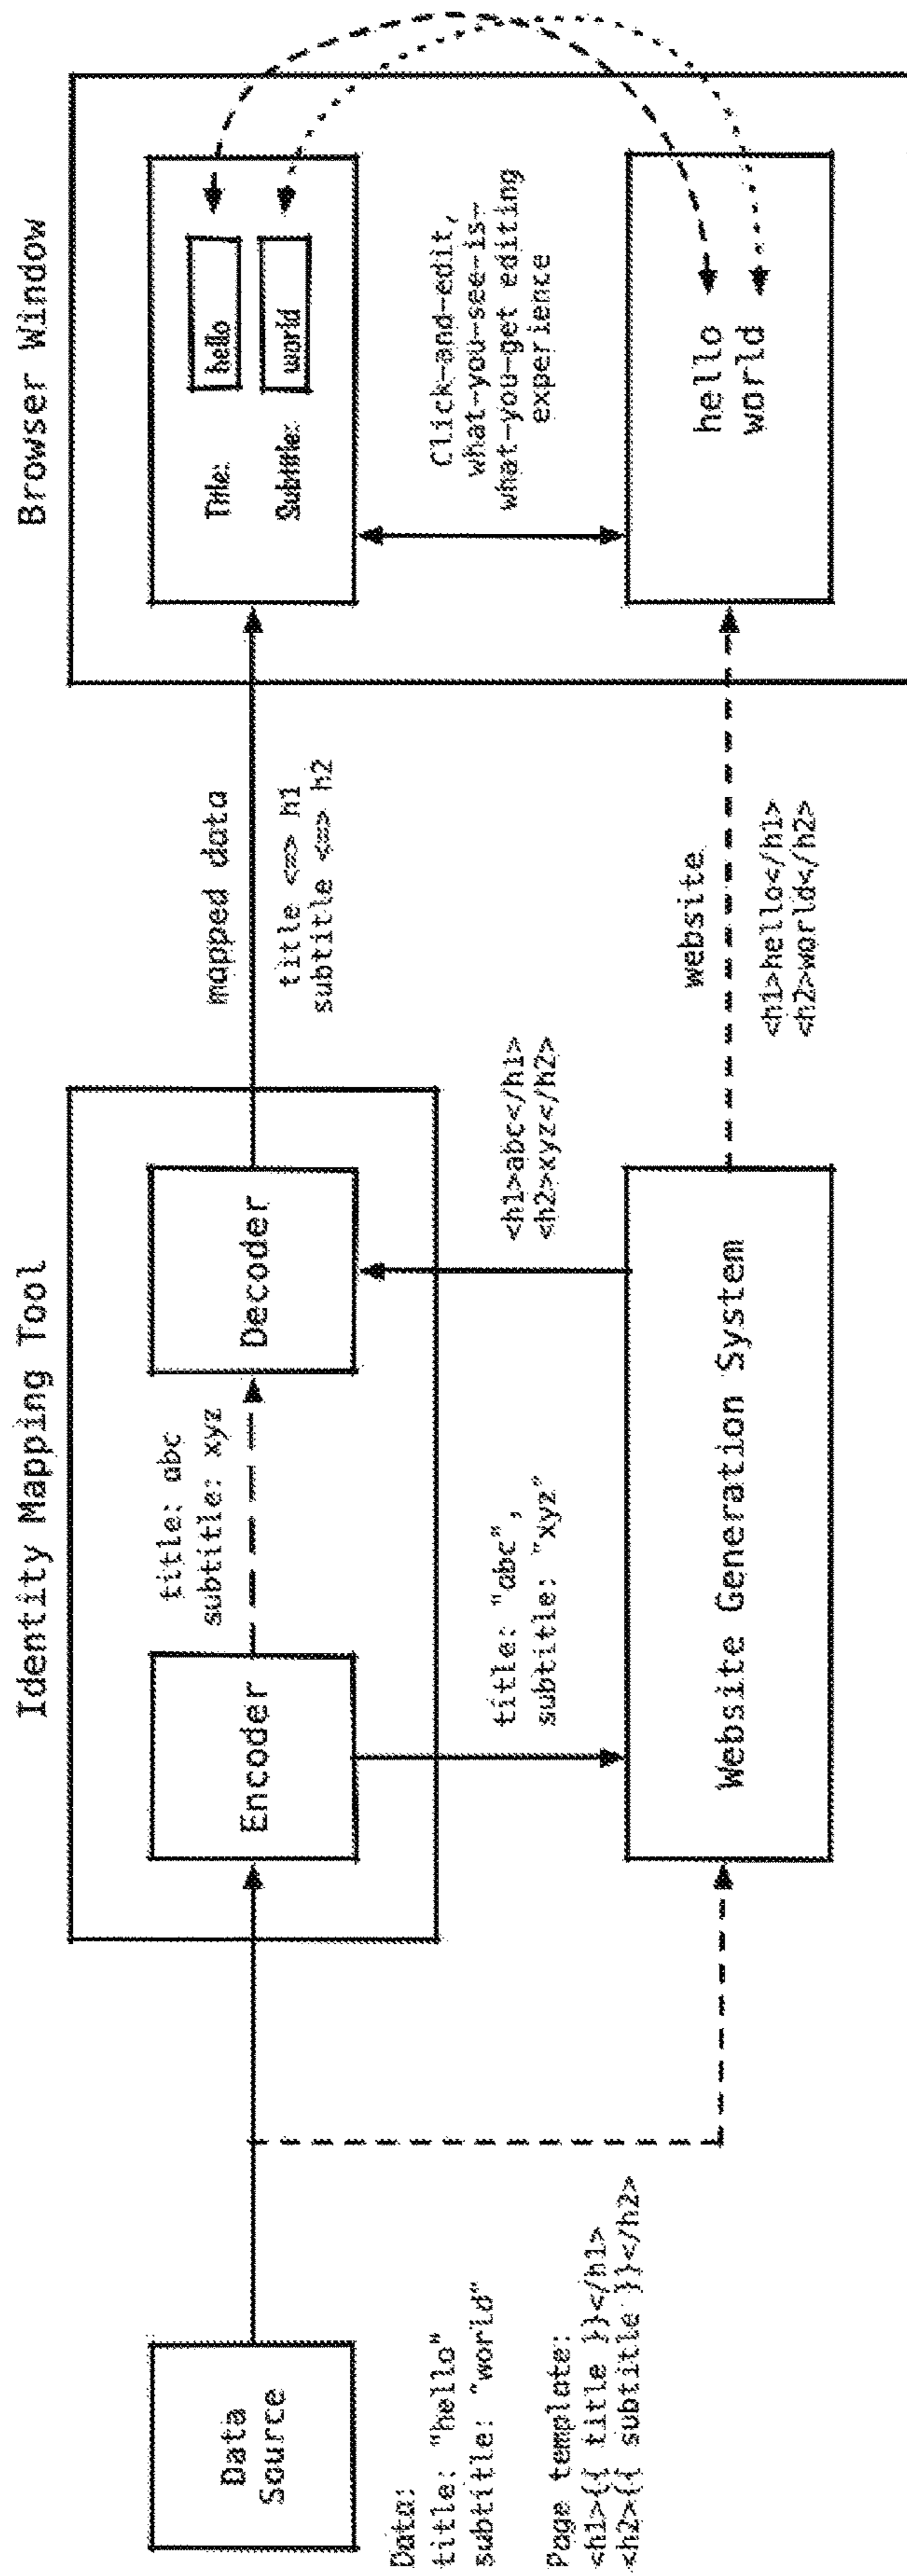 Identity Mapping Tool
Browser Window
Data
Source
Data:
title: "hello"
subtitle: "world"
Page template:
<h1>{{ title }}</h1>
<h2>{{ subtitle }}</h2>
Encoder
title: abc
subtitle: xyz
Decoder
title: "abc",
subtitle: "xyz"
<h1>abc</h1>
<h2>xyz</h2>
Website Generation System
mapped data
title <=> h1
subtitle <=> h2
website
<h1>hello</h1>
<h2>world</h2>
Title: hello
Subtitle: world
Click-and-edit,
what-you-see-is-
what-you-get editing
experience
hello
world